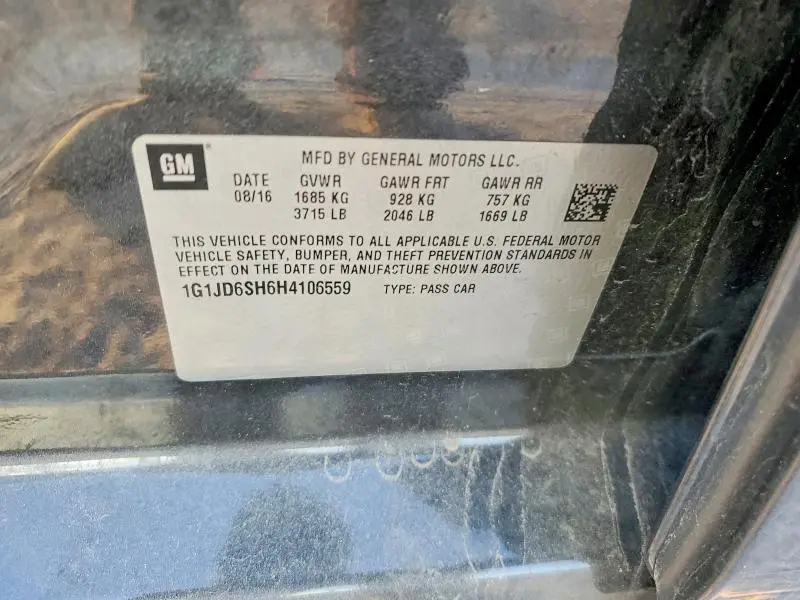 GM
MFD BY GENERAL MOTORS LLC.
DATE GVWR GAWR FRT GAWR RR
08/16 1685 KG 928 KG 757 KG
3715 LB 2046 LB 1669 LB
THIS VEHICLE CONFORMS TO ALL APPLICABLE U.S. FEDERAL MOTOR
VEHICLE SAFETY, BUMPER, AND THEFT PREVENTION STANDARDS IN
EFFECT ON THE DATE OF MANUFACTURE SHOWN ABOVE.
1G1JD6SH6H4106559 TYPE: PASS CAR